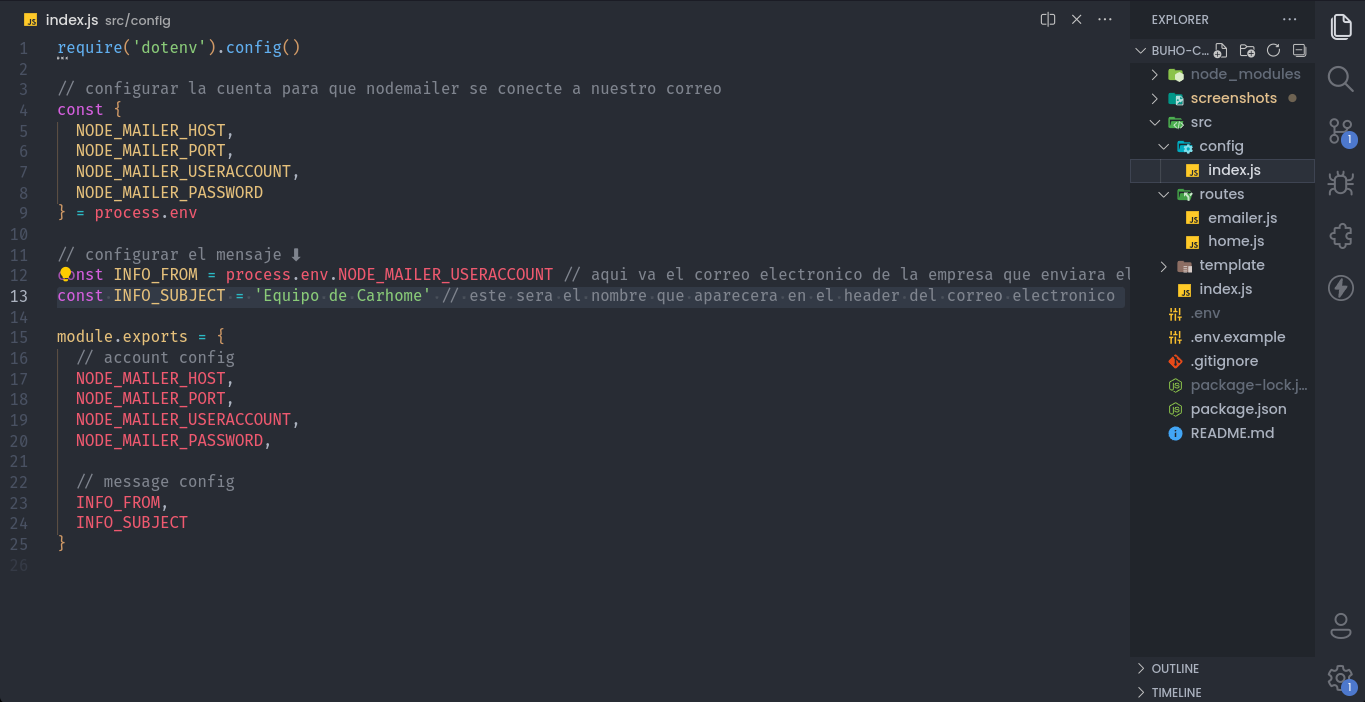 index.js src/config
1 require('dotenv').config()
2
3 // configurar la cuenta para que nodemailer se conecte a nuestro correo
4 const {
5 NODE_MAILER_HOST,
6 NODE_MAILER_PORT,
7 NODE_MAILER_USERACCOUNT,
8 NODE_MAILER_PASSWORD
9 } = process.env
10
11 // configurar el mensaje ⬇
12 const INFO_FROM = process.env.NODE_MAILER_USERACCOUNT // aqui va el correo electronico de la empresa que enviara el
13 const INFO_SUBJECT = 'Equipo de Carhome' // este sera el nombre que aparecera en el header del correo electronico
14
15 module.exports = {
16 // account config
17 NODE_MAILER_HOST,
18 NODE_MAILER_PORT,
19 NODE_MAILER_USERACCOUNT,
20 NODE_MAILER_PASSWORD,
21
22 // message config
23 INFO_FROM,
24 INFO_SUBJECT
25 }
26
EXPLORER
BUHO-C...
node_modules
screenshots
src
config
index.js
routes
emailer.js
home.js
template
index.js
.env
.env.example
.gitignore
package-lock.j...
package.json
README.md
OUTLINE
TIMELINE
1
1